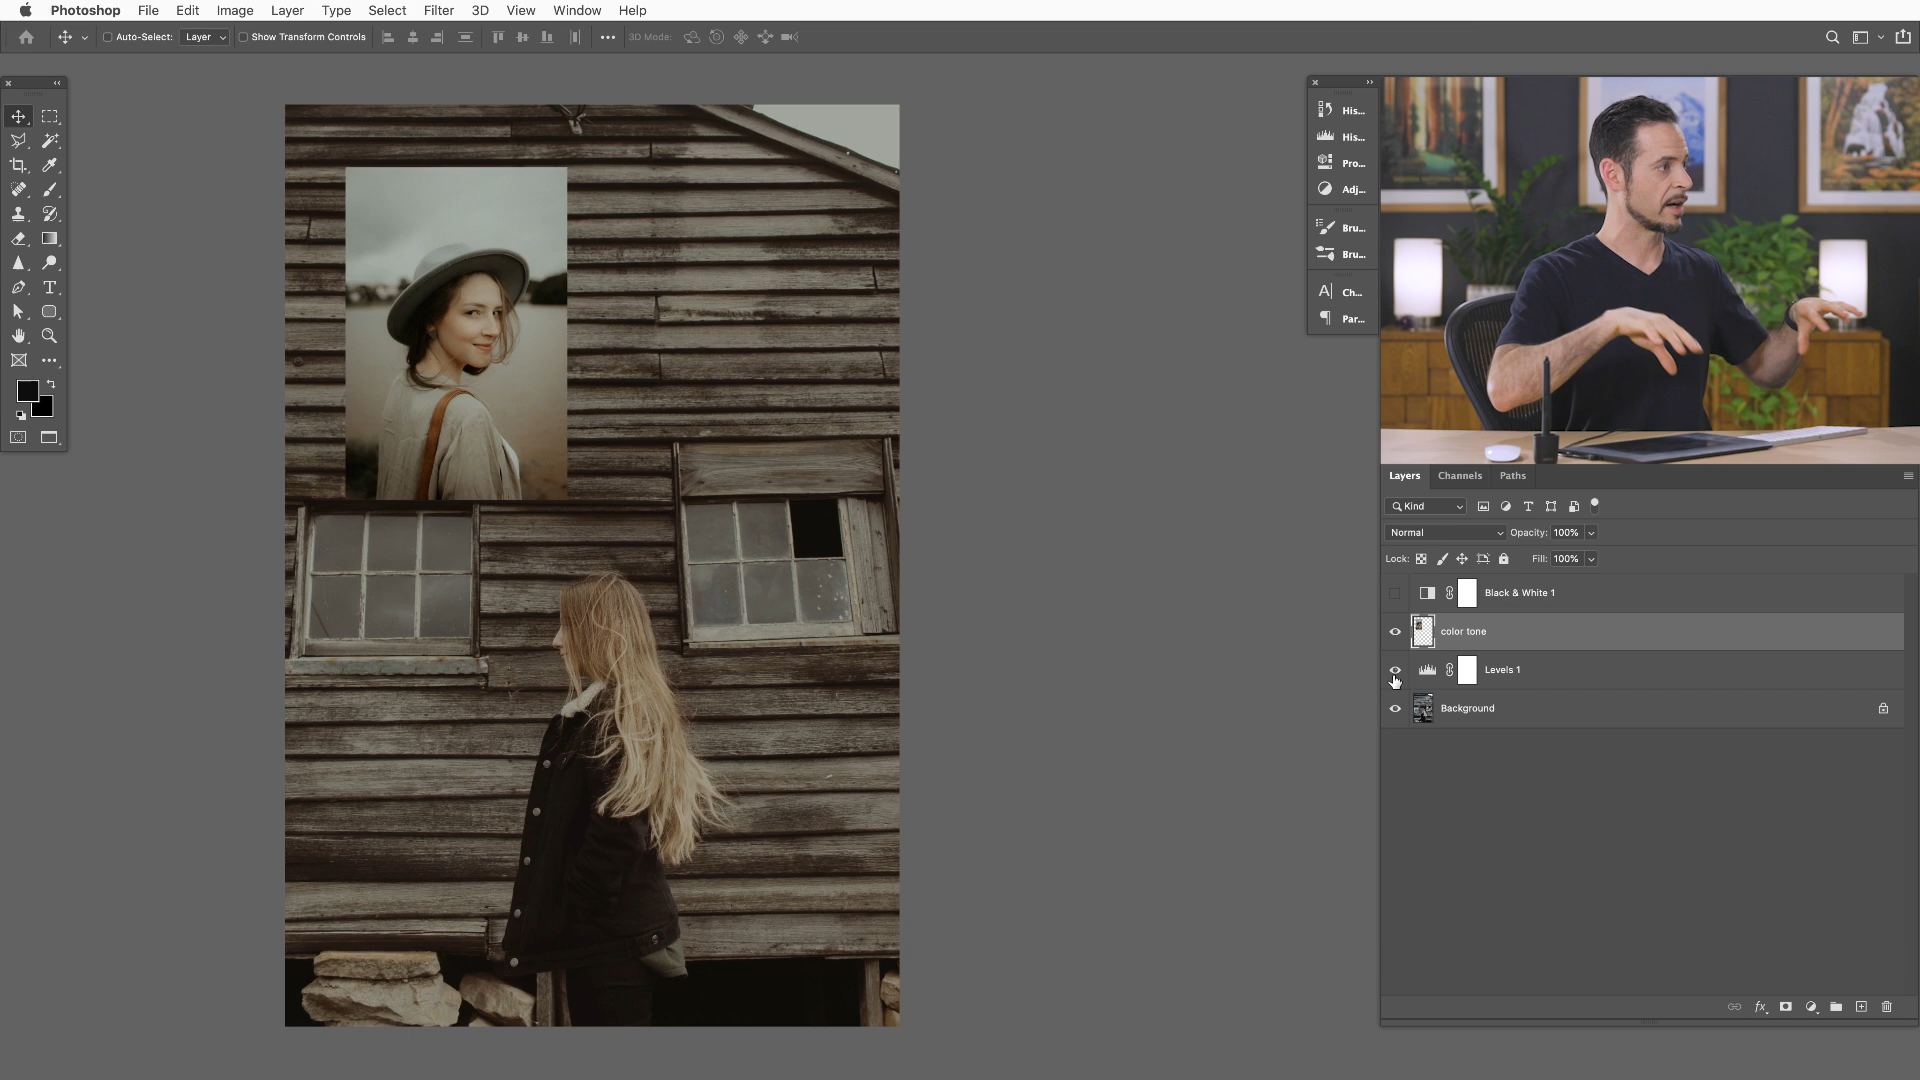 Photoshop File Edit Image Layer Type Select Filter 3D View Window Help
Auto-Select: Layer Show Transform Controls 3D Mode:
His...
His...
Pro...
Adj...
Bru...
Bru...
A| Ch...
Par...
Layers Channels Paths
Kind
Normal Opacity: 100%
Lock: Fill: 100%
Black & White 1
color tone
Levels 1
Background
fx